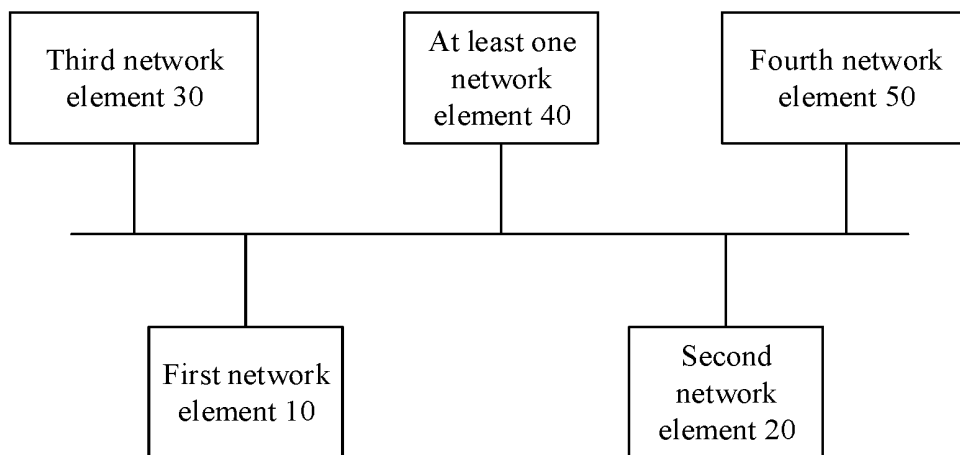 Third network
element 30
At least one
network
element 40
Fourth network
element 50
First network
element 10
Second
network
element 20